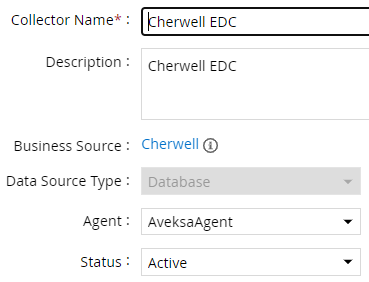 Collector Name* : Cherwell EDC
Description : Cherwell EDC
Business Source : Cherwell
Data Source Type : Database
Agent : AveksaAgent
Status : Active